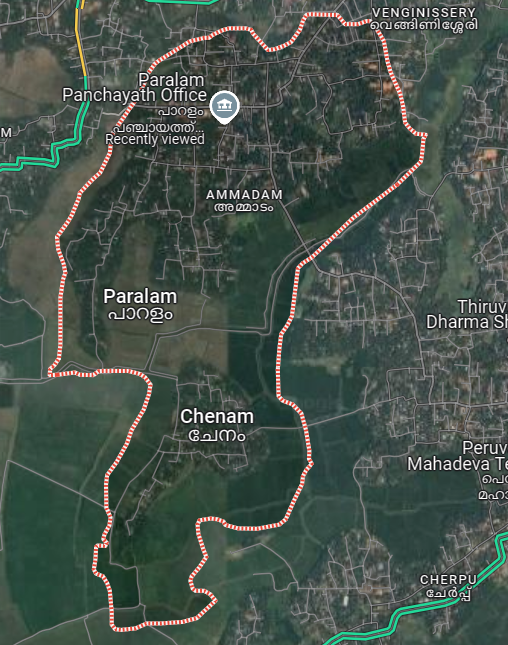 VENGINISSERY
വെങ്ങിണിശ്ശേരി
Paralam
Panchayath Office
പാറളം
പഞ്ചായത്ത്...
Recently viewed
M
AMMADAM
അമ്മാടം
Paralam
പാറളം
Thiruv
Dharma Sh
Chenam
ചേനം
Peruv
Mahadeva Te
പെ
മഹാ
CHERPU
ചേർപ്പ്